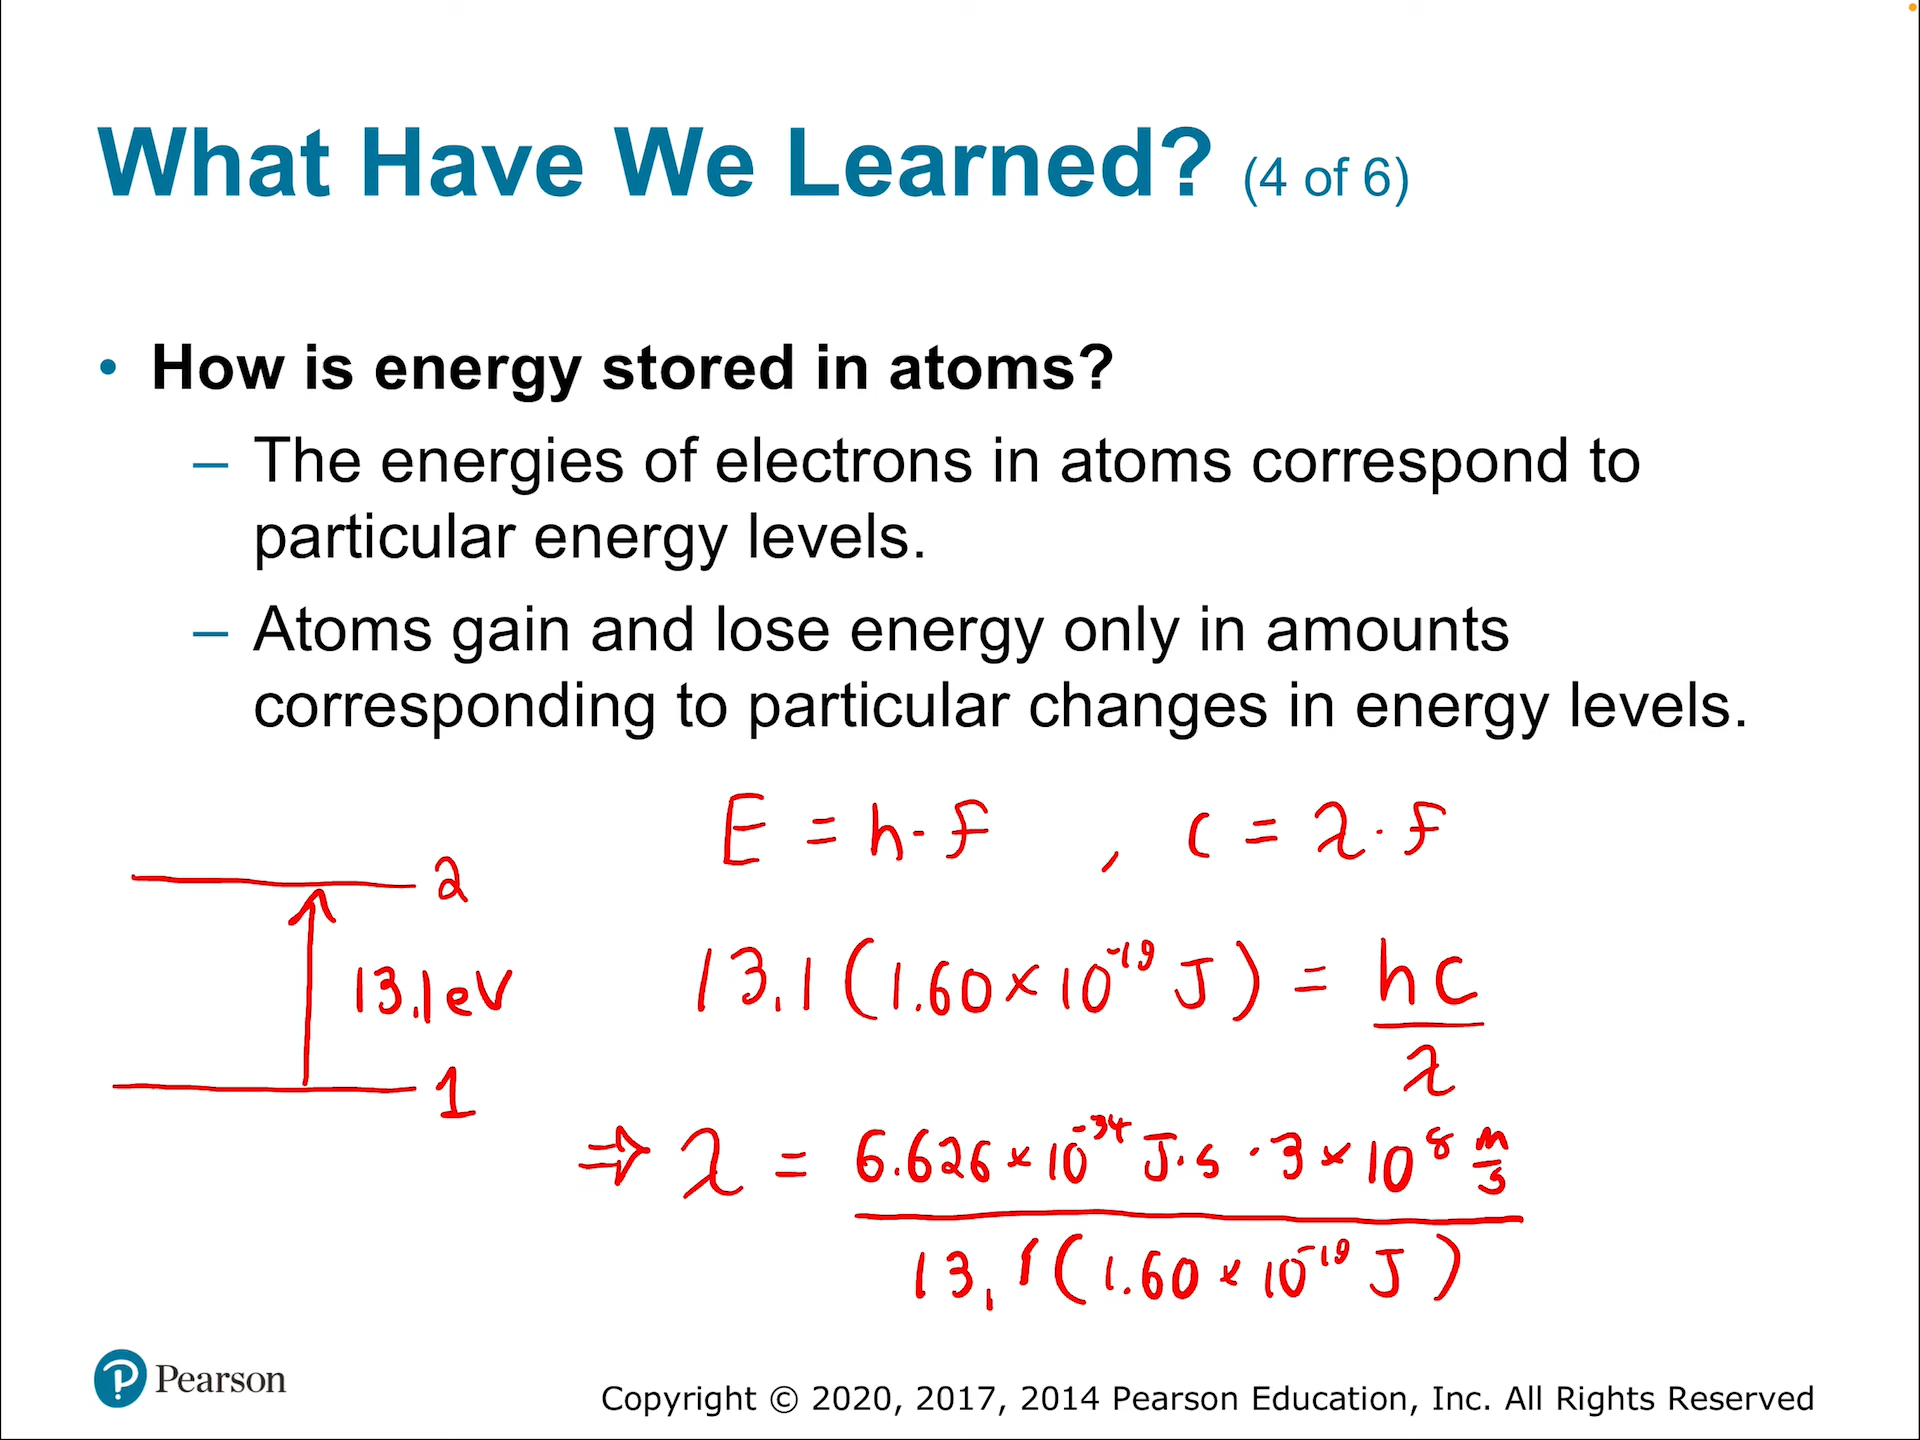 What Have We Learned? (4 of 6)
• How is energy stored in atoms?
– The energies of electrons in atoms correspond to
particular energy levels.
– Atoms gain and lose energy only in amounts
corresponding to particular changes in energy levels.
E = h·f , c = λ·f
2
13.1eV
1
13.1(1.60×10⁻¹⁹ J) = hc/λ
⇒ λ = 6.626×10⁻³⁴ J·s · 3×10⁸ m/s
13.1(1.60×10⁻¹⁹ J)
Pearson
Copyright © 2020, 2017, 2014 Pearson Education, Inc. All Rights Reserved